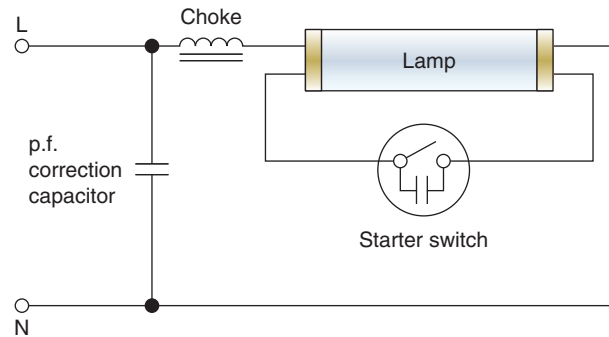 L
Choke
Lamp
p.f.
correction
capacitor
Starter switch
N